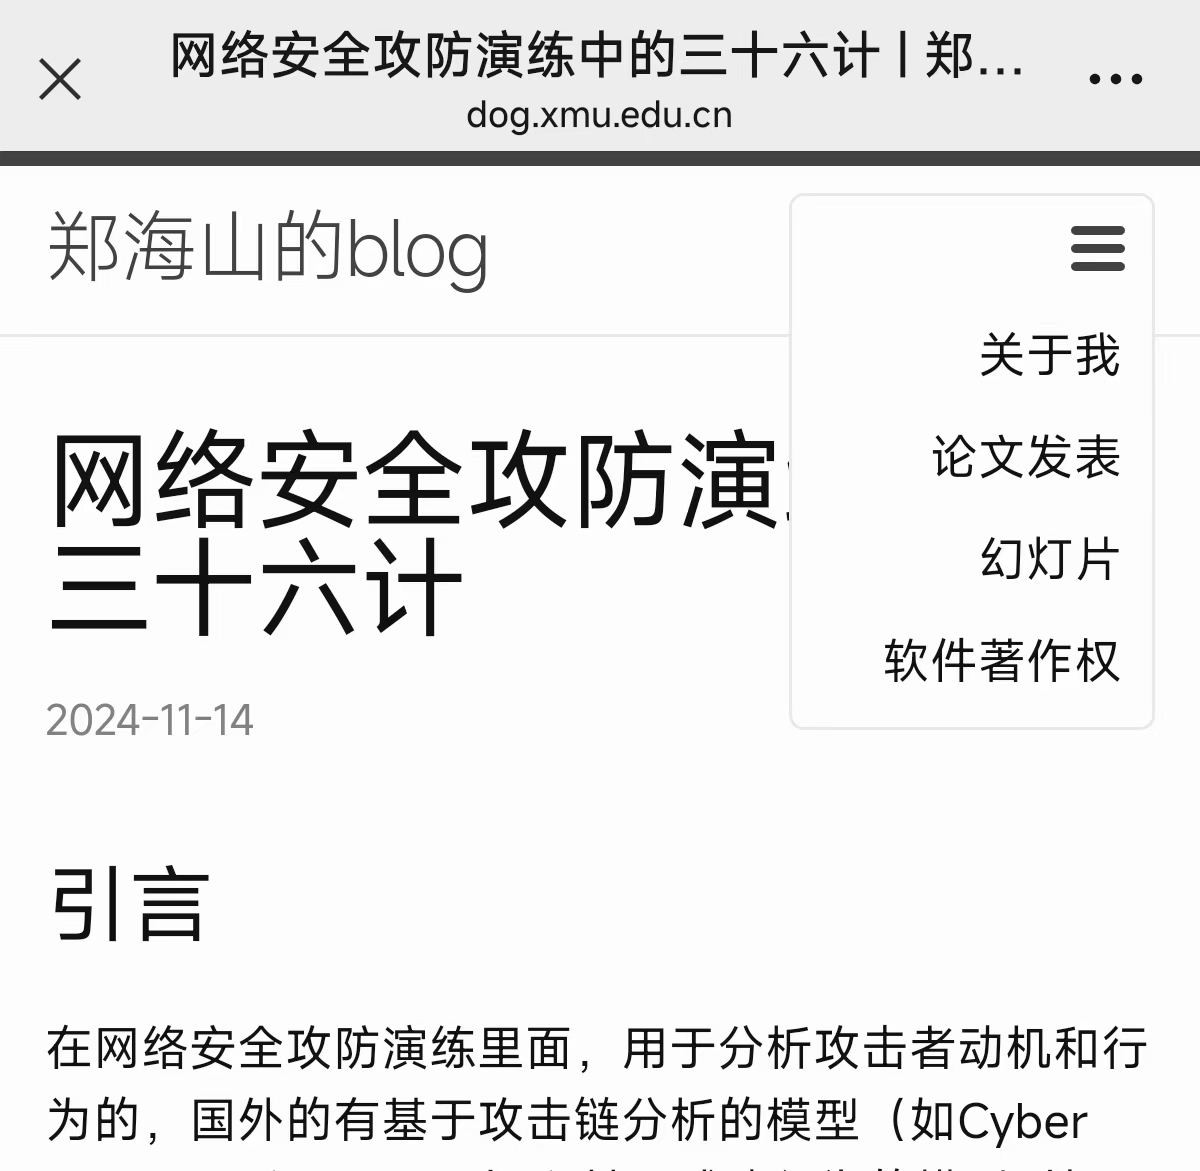 网络安全攻防演练中的三十六计 | 郑...
dog.xmu.edu.cn
郑海山的blog
关于我
论文发表
幻灯片
软件著作权
网络安全攻防演
三十六计
2024-11-14
引言
在网络安全攻防演练里面，用于分析攻击者动机和行
为的，国外的有基于攻击链分析的模型（如Cyber